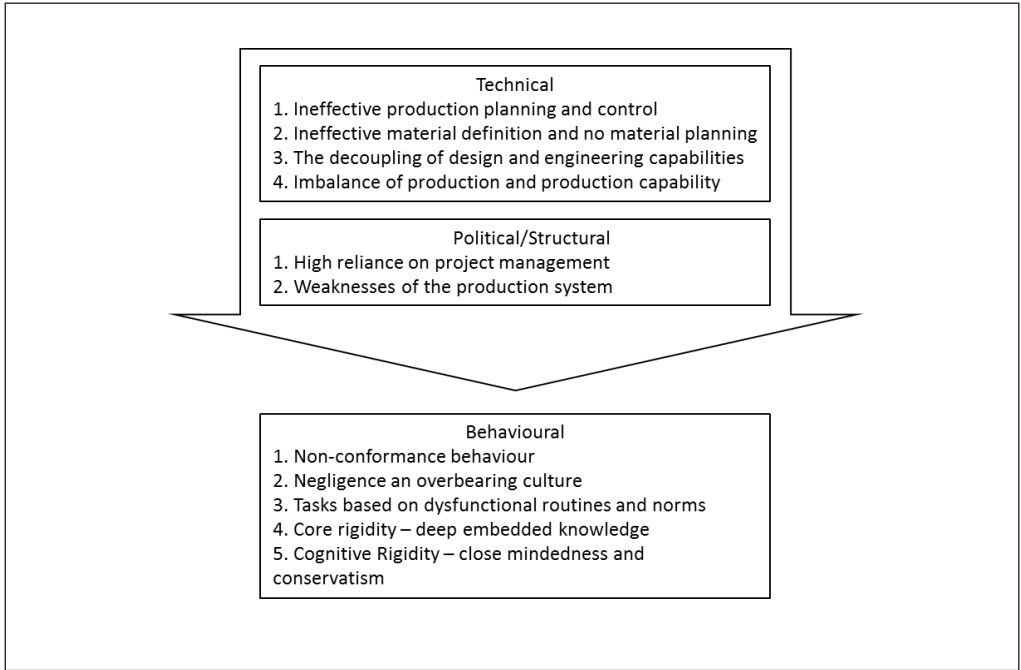 Technical
1. Ineffective production planning and control
2. Ineffective material definition and no material planning
3. The decoupling of design and engineering capabilities
4. Imbalance of production and production capability
Political/Structural
1. High reliance on project management
2. Weaknesses of the production system
Behavioural
1. Non-conformance behaviour
2. Negligence an overbearing culture
3. Tasks based on dysfunctional routines and norms
4. Core rigidity – deep embedded knowledge
5. Cognitive Rigidity – close mindedness and
conservatism